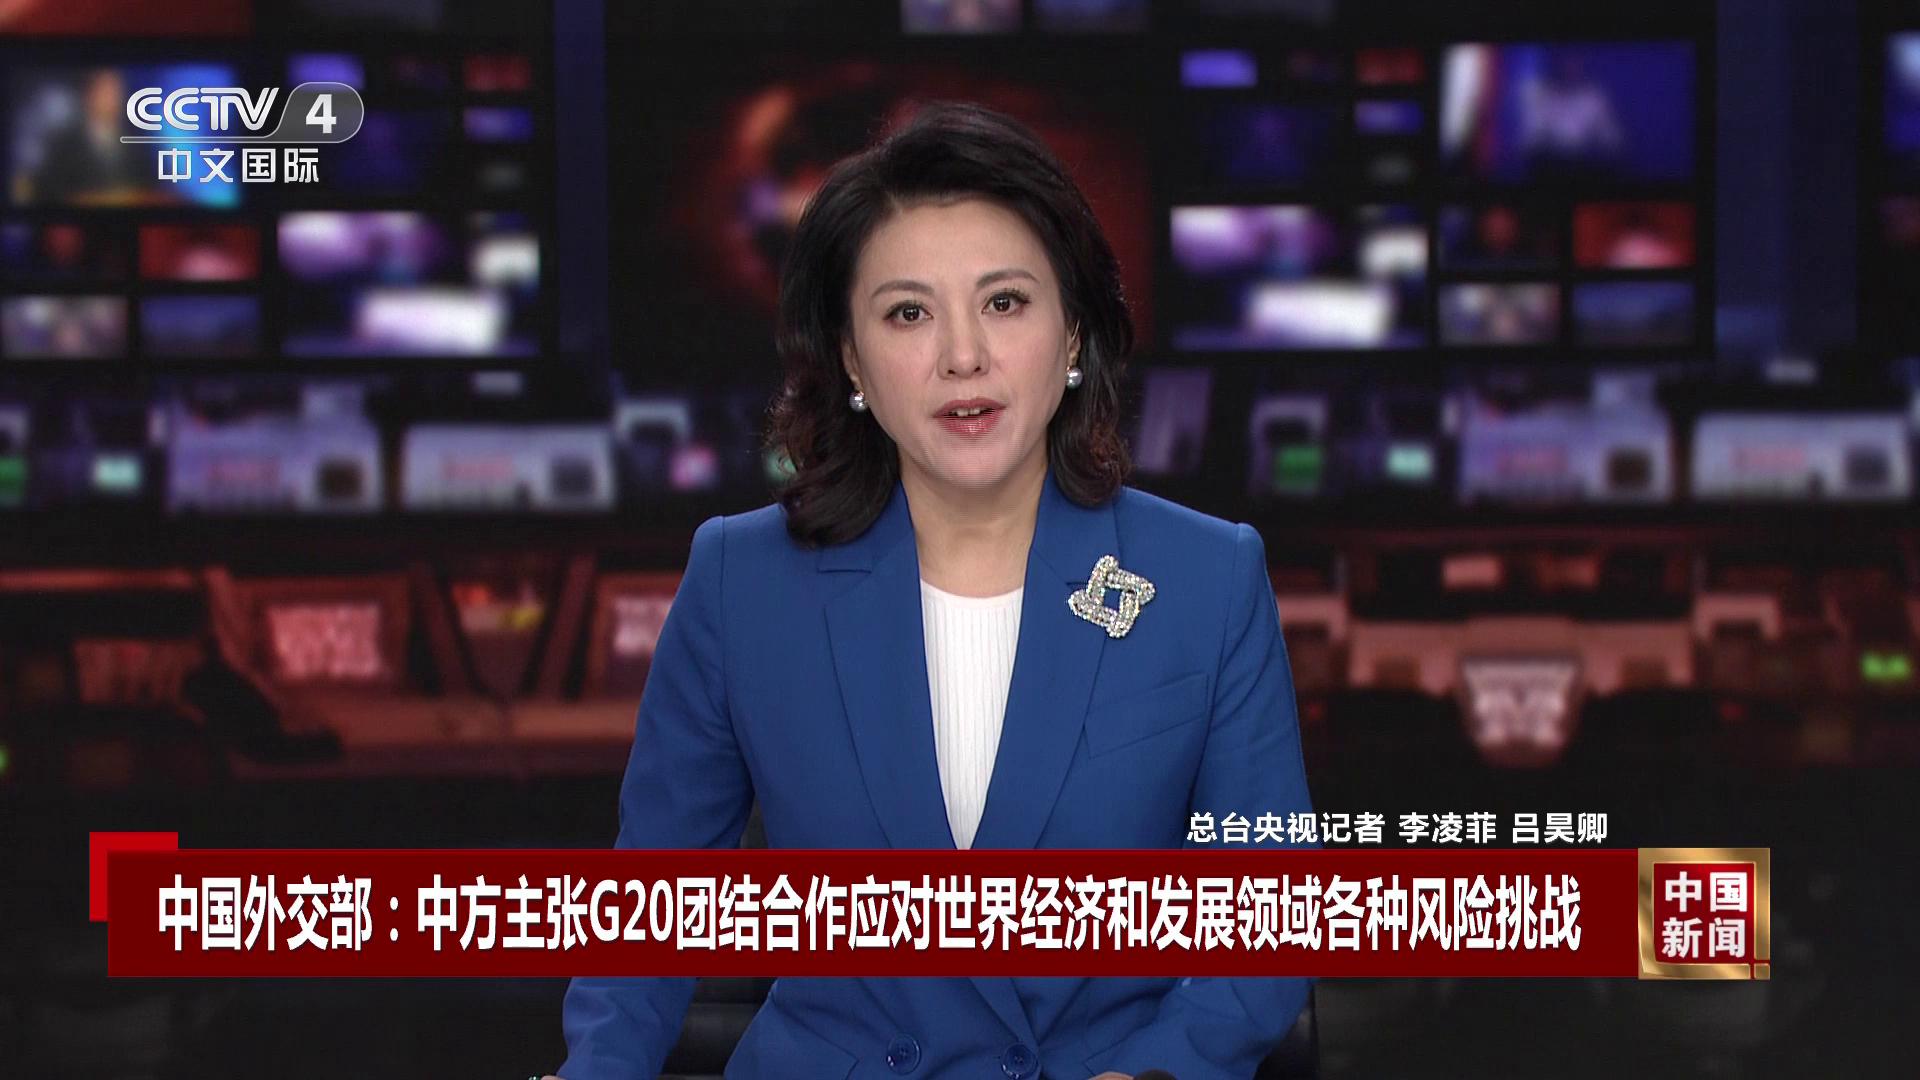 CCTV 4
中文国际
总台央视记者 李凌菲 吕昊卿
中国外交部：中方主张G20团结合作应对世界经济和发展领域各种风险挑战
中国
新闻